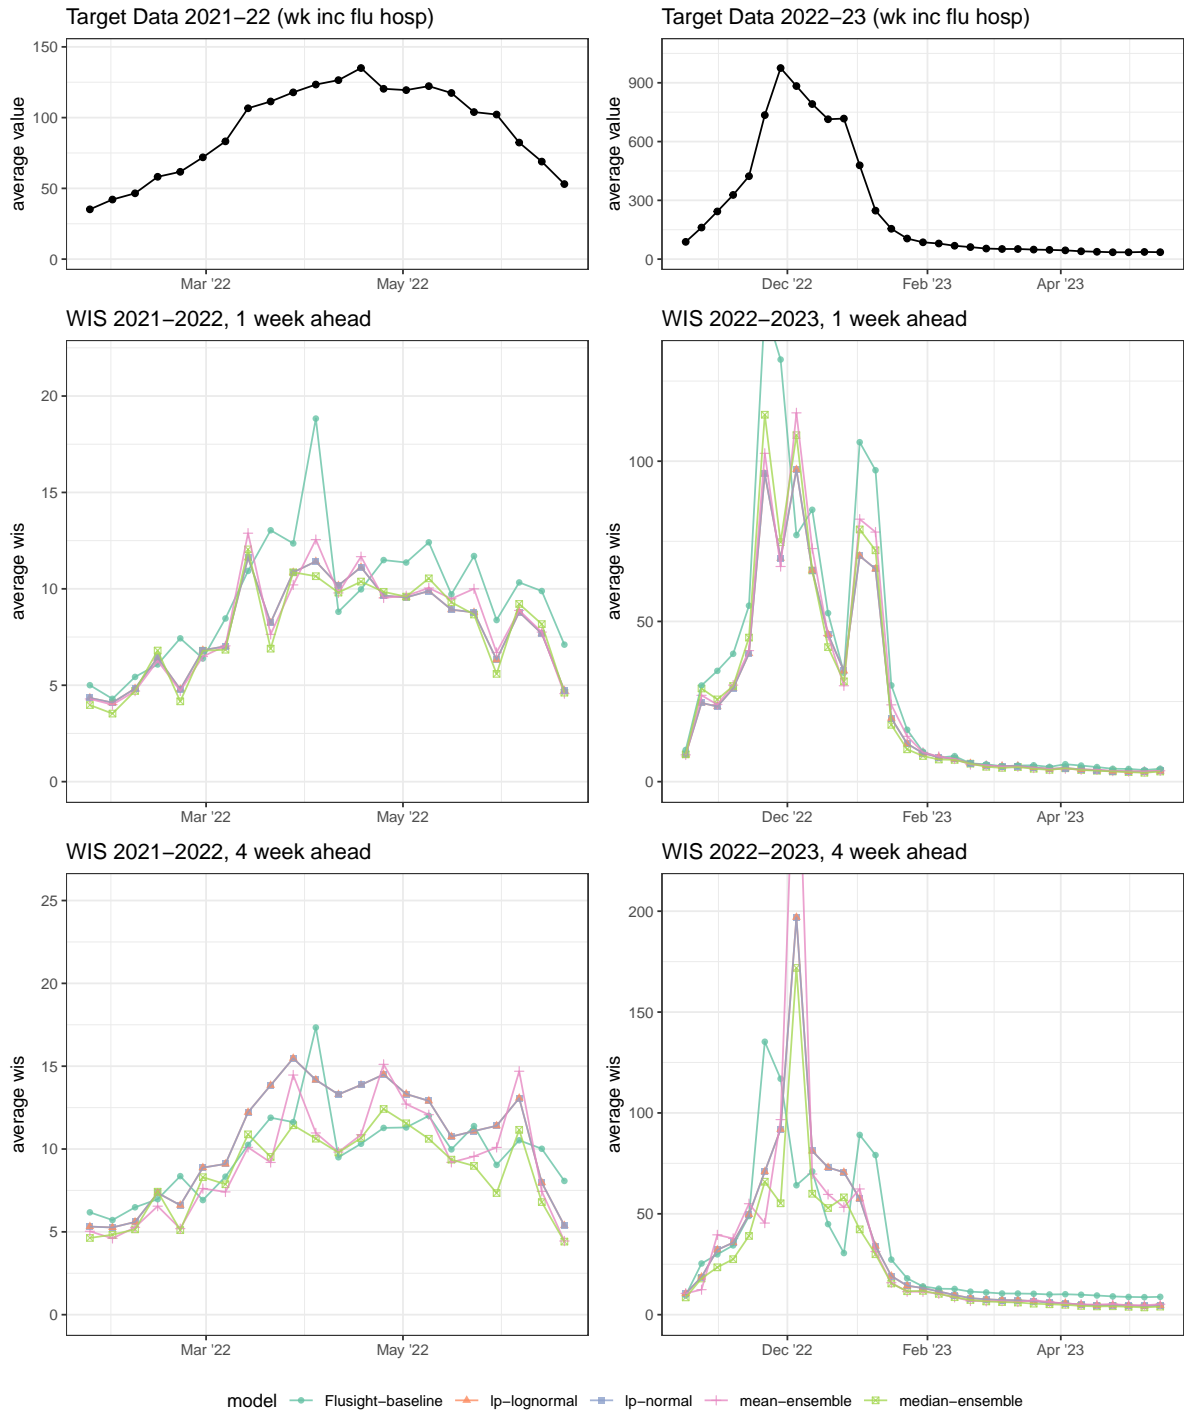 Target Data 2021−22 (wk inc flu hosp)
150
100
50
0
average value
Mar '22
May '22
Target Data 2022−23 (wk inc flu hosp)
900
600
300
0
average value
Dec '22
Feb '23
Apr '23
WIS 2021−2022, 1 week ahead
20
15
10
5
0
average wis
Mar '22
May '22
WIS 2022−2023, 1 week ahead
100
50
0
average wis
Dec '22
Feb '23
Apr '23
WIS 2021−2022, 4 week ahead
25
20
15
10
5
0
average wis
Mar '22
May '22
WIS 2022−2023, 4 week ahead
200
150
100
50
0
average wis
Dec '22
Feb '23
Apr '23
model Flusight−baseline lp−lognormal lp−normal mean−ensemble median−ensemble